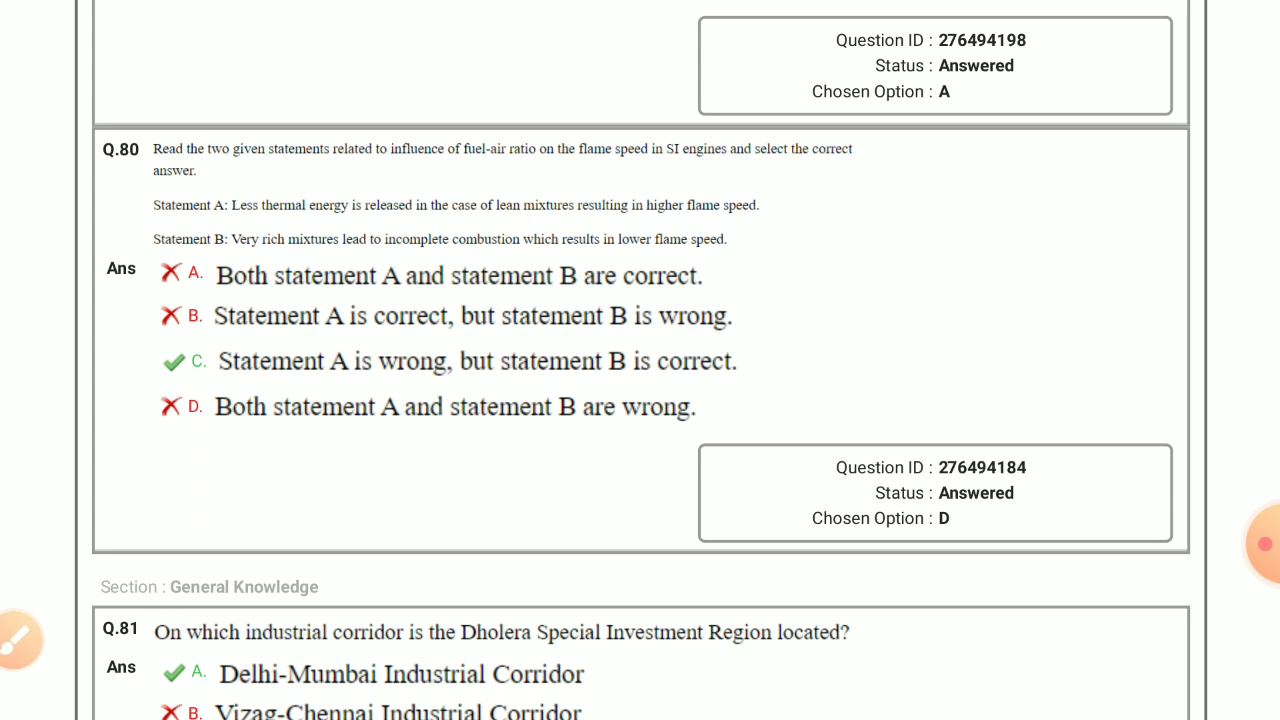 Question ID : 276494198
Status : Answered
Chosen Option : A
Q.80 Read the two given statements related to influence of fuel-air ratio on the flame speed in SI engines and select the correct
answer.
Statement A: Less thermal energy is released in the case of lean mixtures resulting in higher flame speed.
Statement B: Very rich mixtures lead to incomplete combustion which results in lower flame speed.
Ans A. Both statement A and statement B are correct.
B. Statement A is correct, but statement B is wrong.
C. Statement A is wrong, but statement B is correct.
D. Both statement A and statement B are wrong.
Question ID : 276494184
Status : Answered
Chosen Option : D
Section : General Knowledge
Q.81 On which industrial corridor is the Dholera Special Investment Region located?
Ans A. Delhi-Mumbai Industrial Corridor
B. Vizag-Chennai Industrial Corridor